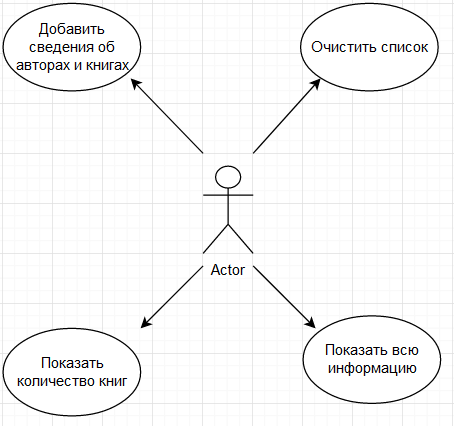 Добавить
сведения об
авторах и книгах
Очистить список
Actor
Показать
количество книг
Показать всю
информацию